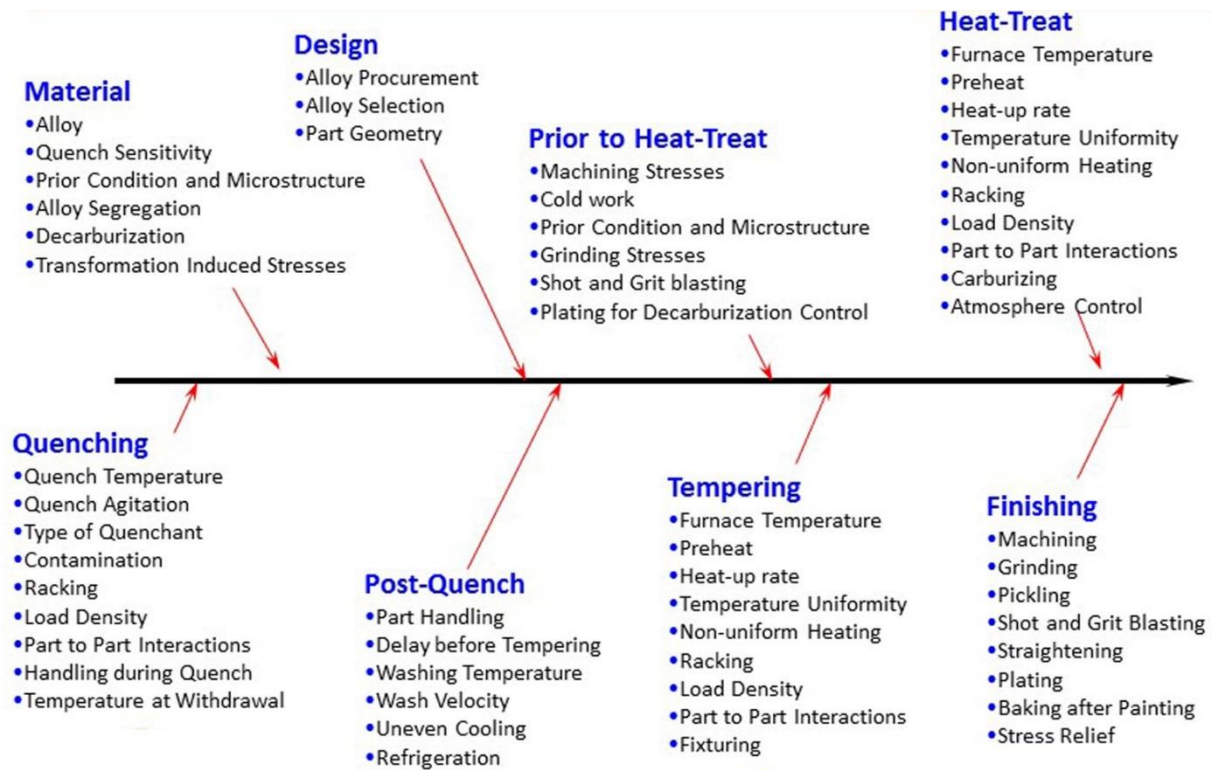 Material
•Alloy
•Quench Sensitivity
•Prior Condition and Microstructure
•Alloy Segregation
•Decarburization
•Transformation Induced Stresses
Design
•Alloy Procurement
•Alloy Selection
•Part Geometry
Prior to Heat-Treat
•Machining Stresses
•Cold work
•Prior Condition and Microstructure
•Grinding Stresses
•Shot and Grit blasting
•Plating for Decarburization Control
Heat-Treat
•Furnace Temperature
•Preheat
•Heat-up rate
•Temperature Uniformity
•Non-uniform Heating
•Racking
•Load Density
•Part to Part Interactions
•Carburizing
•Atmosphere Control
Quenching
•Quench Temperature
•Quench Agitation
•Type of Quenchant
•Contamination
•Racking
•Load Density
•Part to Part Interactions
•Handling during Quench
•Temperature at Withdrawal
Post-Quench
•Part Handling
•Delay before Tempering
•Washing Temperature
•Wash Velocity
•Uneven Cooling
•Refrigeration
Tempering
•Furnace Temperature
•Preheat
•Heat-up rate
•Temperature Uniformity
•Non-uniform Heating
•Racking
•Load Density
•Part to Part Interactions
•Fixturing
Finishing
•Machining
•Grinding
•Pickling
•Shot and Grit Blasting
•Straightening
•Plating
•Baking after Painting
•Stress Relief